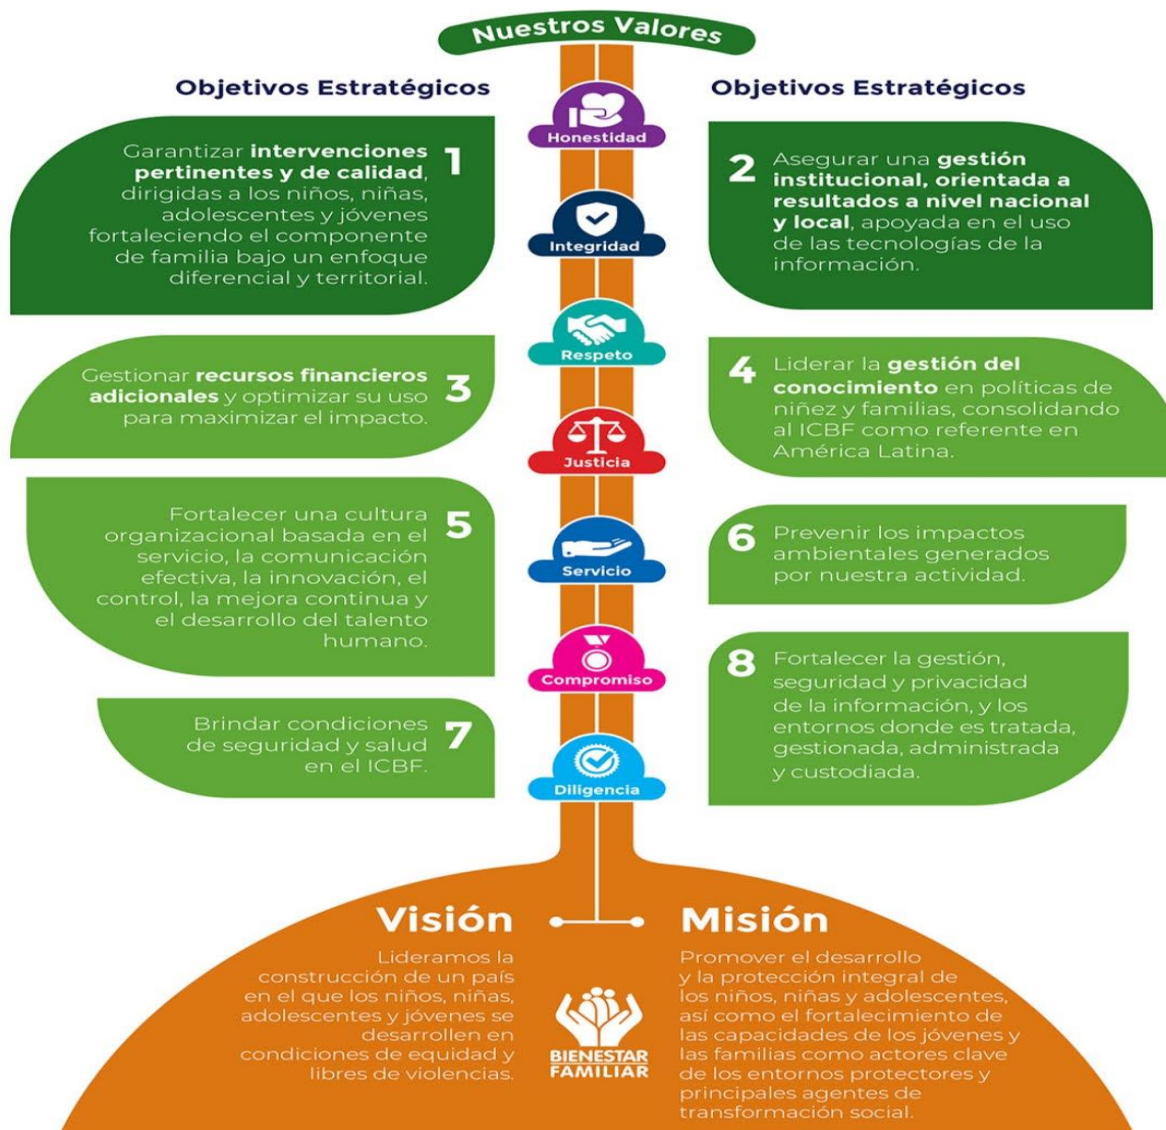 Nuestros Valores
Objetivos Estratégicos
Objetivos Estratégicos
Honestidad
Integridad
Respeto
Justicia
Servicio
Compromiso
Diligencia
1
Garantizar intervenciones
pertinentes y de calidad,
dirigidas a los niños, niñas,
adolescentes y jóvenes
fortaleciendo el componente
de familia bajo un enfoque
diferencial y territorial.
2
Asegurar una gestión
institucional, orientada a
resultados a nivel nacional
y local, apoyada en el uso
de las tecnologías de la
información.
3
Gestionar recursos financieros
adicionales y optimizar su uso
para maximizar el impacto.
4
Liderar la gestión del
conocimiento en políticas de
niñez y familias, consolidando
al ICBF como referente en
América Latina.
5
Fortalecer una cultura
organizacional basada en el
servicio, la comunicación
efectiva, la innovación, el
control, la mejora continua y
el desarrollo del talento
humano.
6
Prevenir los impactos
ambientales generados
por nuestra actividad.
7
Brindar condiciones
de seguridad y salud
en el ICBF.
8
Fortalecer la gestión,
seguridad y privacidad
de la información, y los
entornos donde es tratada,
gestionada, administrada
y custodiada.
Visión
Lideramos la
construcción de un país
en el que los niños, niñas,
adolescentes y jóvenes se
desarrollen en
condiciones de equidad y
libres de violencias.
BIENESTAR
FAMILIAR
Misión
Promover el desarrollo
y la protección integral de
los niños, niñas y adolescentes,
así como el fortalecimiento de
las capacidades de los jóvenes y
las familias como actores clave
de los entornos protectores y
principales agentes de
transformación social.